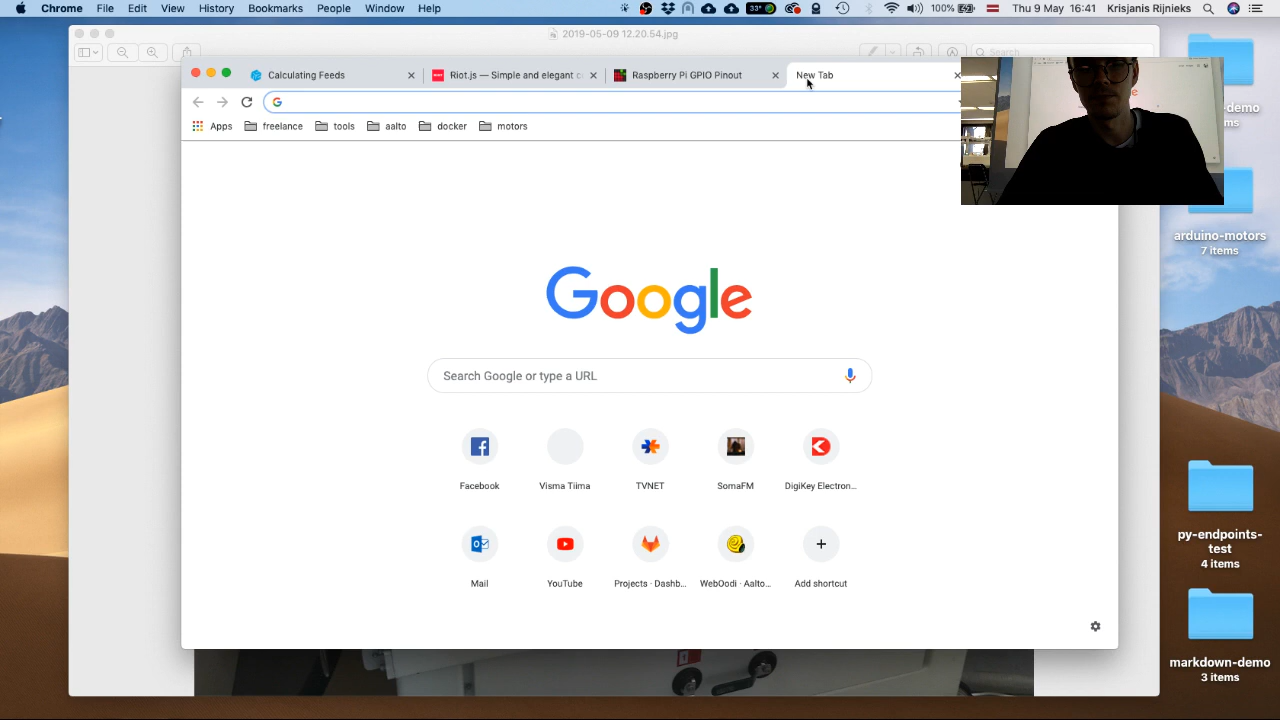 Chrome File Edit View History Bookmarks People Window Help 33° 100% Thu 9 May 16:41 Krisjanis Rijnieks
2019-05-09 12.20.54.jpg
Search
Calculating Feeds Riot.js — Simple and elegant c Raspberry Pi GPIO Pinout New Tab
Apps freelance tools aalto docker motors
-demo
ms
Google
arduino-motors
7 items
Search Google or type a URL
Facebook Visma Tiima TVNET SomaFM DigiKey Electron...
Mail YouTube Projects · Dashb... WebOodi · Aalto... Add shortcut
py-endpoints-
test
4 items
markdown-demo
3 items